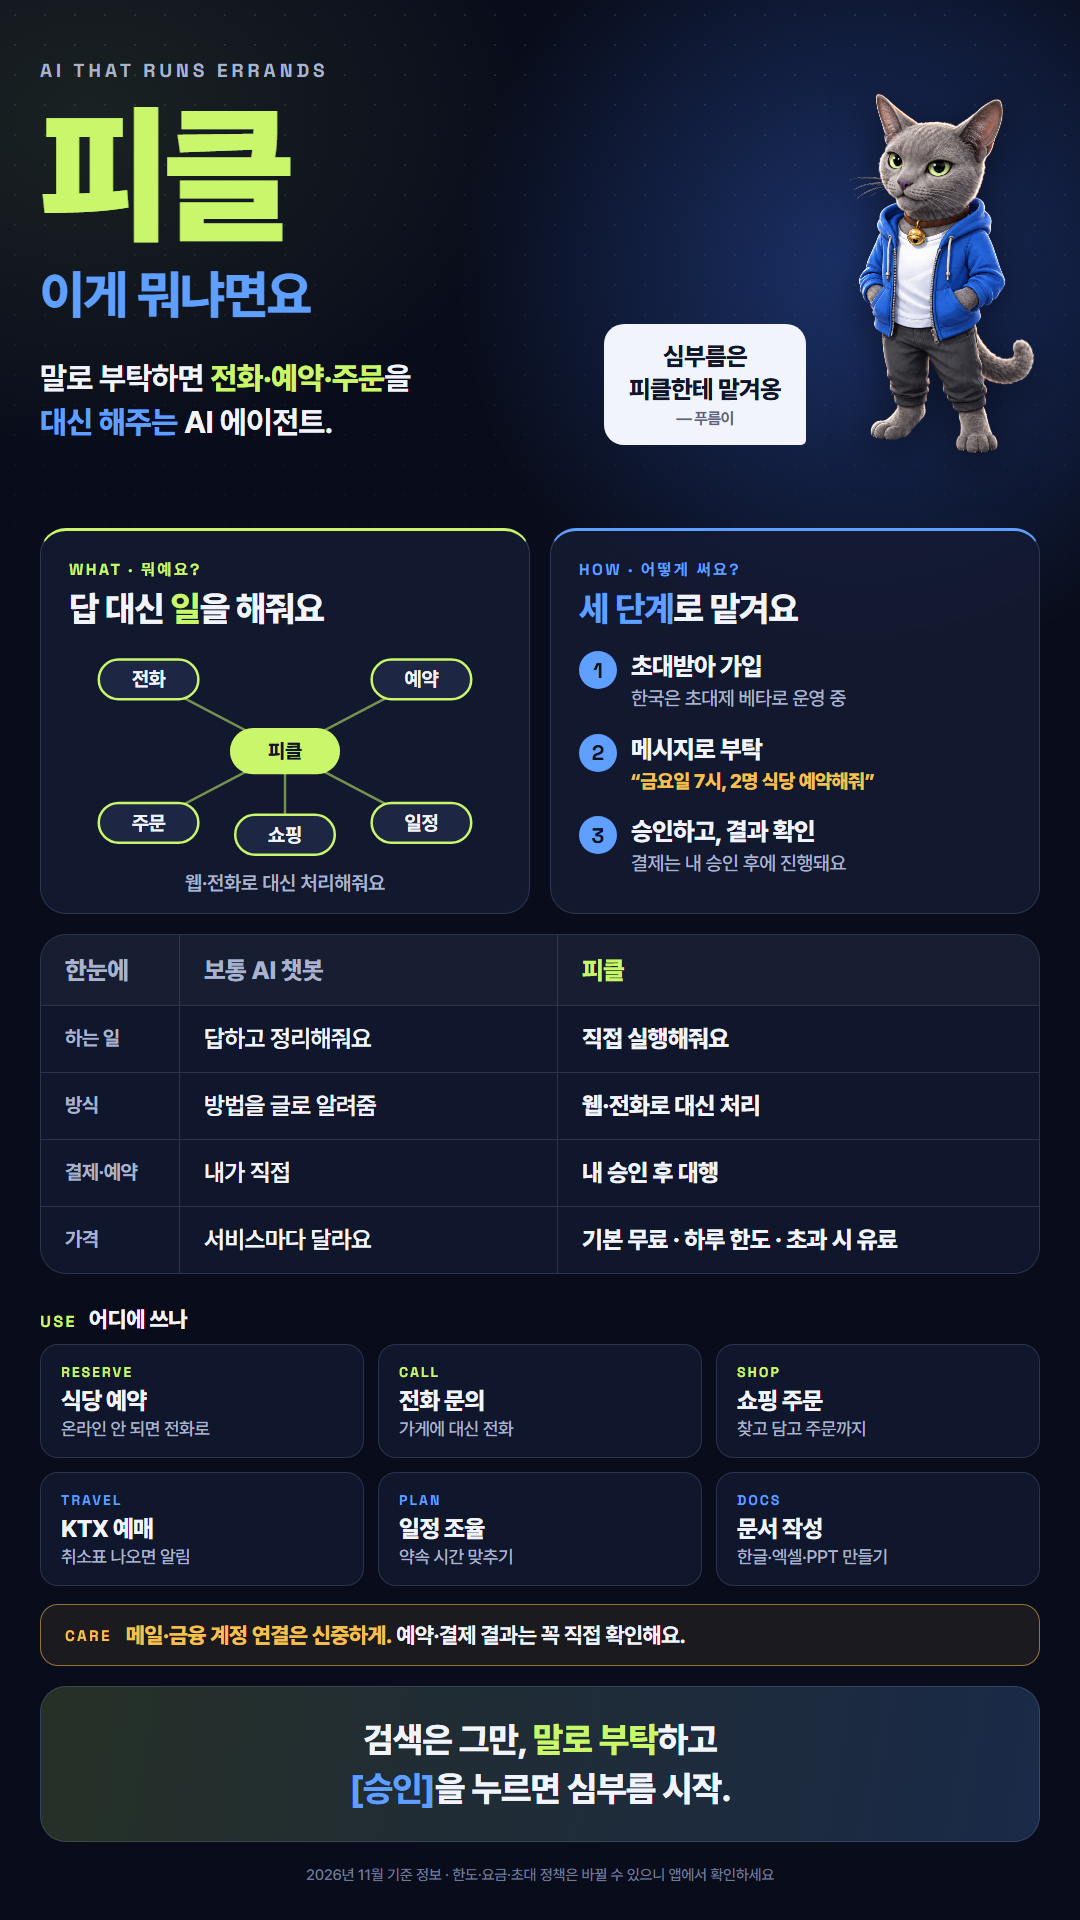 AI THAT RUNS ERRANDS
피클
이게 뭐냐면요
말로 부탁하면 전화·예약·주문을
대신 해주는 AI 에이전트.
심부름은
피클한테 맡겨옹
— 푸름이
WHAT · 뭐예요?
답 대신 일을 해줘요
전화
예약
피클
주문
쇼핑
일정
웹·전화로 대신 처리해줘요
HOW · 어떻게 써요?
세 단계로 맡겨요
1 초대받아 가입
한국은 초대제 베타로 운영 중
2 메시지로 부탁
“금요일 7시, 2명 식당 예약해줘”
3 승인하고, 결과 확인
결제는 내 승인 후에 진행돼요
한눈에 보통 AI 챗봇 피클
하는 일 답하고 정리해줘요 직접 실행해줘요
방식 방법을 글로 알려줌 웹·전화로 대신 처리
결제·예약 내가 직접 내 승인 후 대행
가격 서비스마다 달라요 기본 무료 · 하루 한도 · 초과 시 유료
USE 어디에 쓰나
RESERVE
식당 예약
온라인 안 되면 전화로
CALL
전화 문의
가게에 대신 전화
SHOP
쇼핑 주문
찾고 담고 주문까지
TRAVEL
KTX 예매
취소표 나오면 알림
PLAN
일정 조율
약속 시간 맞추기
DOCS
문서 작성
한글·엑셀·PPT 만들기
CARE 메일·금융 계정 연결은 신중하게. 예약·결제 결과는 꼭 직접 확인해요.
검색은 그만, 말로 부탁하고
[승인]을 누르면 심부름 시작.
2026년 11월 기준 정보 · 한도·요금·초대 정책은 바뀔 수 있으니 앱에서 확인하세요